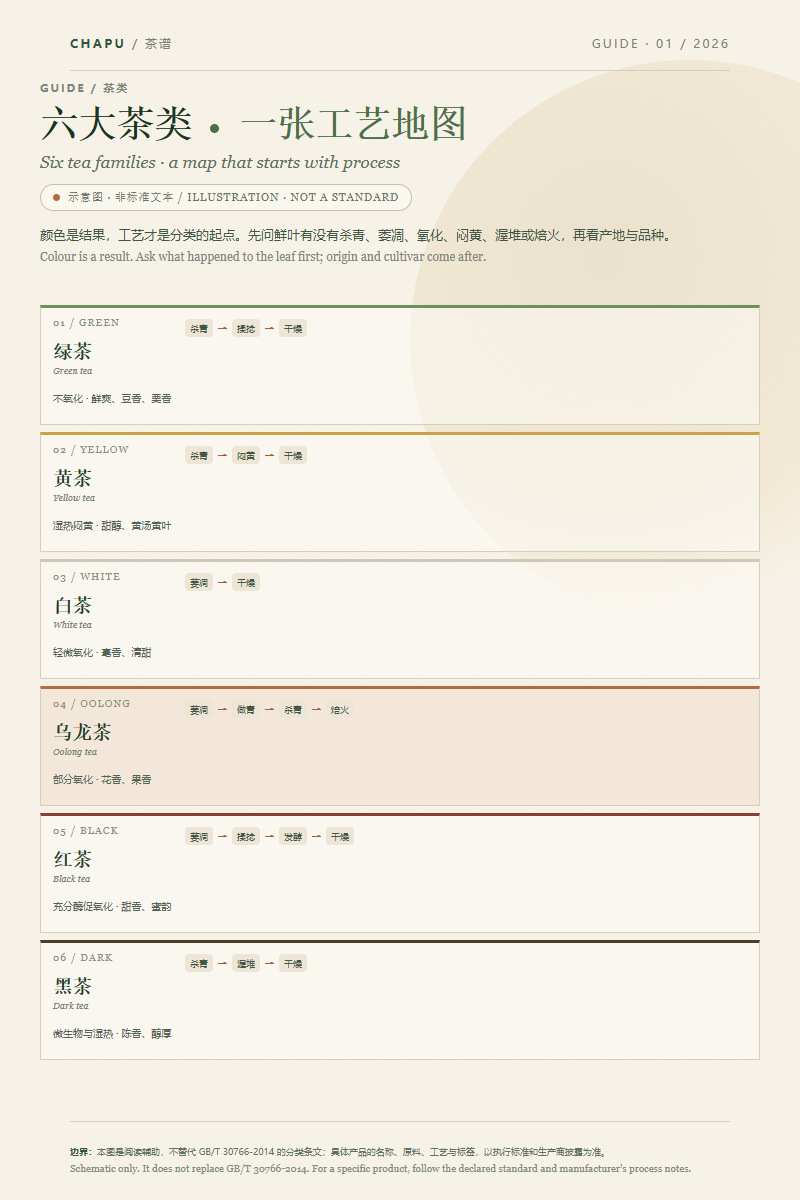 CHAPU / 茶谱
GUIDE · 01 / 2026
GUIDE / 茶类
六大茶类 • 一张工艺地图
Six tea families · a map that starts with process
示意图 · 非标准文本 / ILLUSTRATION · NOT A STANDARD
颜色是结果，工艺才是分类的起点。先问鲜叶有没有杀青、萎凋、氧化、闷黄、渥堆或焙火，再看产地与品种。
Colour is a result. Ask what happened to the leaf first; origin and cultivar come after.
01 / GREEN
杀青 → 揉捻 → 干燥
绿茶
Green tea
不氧化 · 鲜爽、豆香、栗香
02 / YELLOW
杀青 → 闷黄 → 干燥
黄茶
Yellow tea
湿热闷黄 · 甜醇、黄汤黄叶
03 / WHITE
萎凋 → 干燥
白茶
White tea
轻微氧化 · 毫香、清甜
04 / OOLONG
萎凋 → 做青 → 杀青 → 焙火
乌龙茶
Oolong tea
部分氧化 · 花香、果香
05 / BLACK
萎凋 → 揉捻 → 发酵 → 干燥
红茶
Black tea
充分酶促氧化 · 甜香、蜜韵
06 / DARK
杀青 → 渥堆 → 干燥
黑茶
Dark tea
微生物与湿热 · 陈香、醇厚
边界：本图是阅读辅助，不替代 GB/T 30766-2014 的分类条文；具体产品的名称、原料、工艺与标签，以执行标准和生产商披露为准。
Schematic only. It does not replace GB/T 30766-2014. For a specific product, follow the declared standard and manufacturer's process notes.